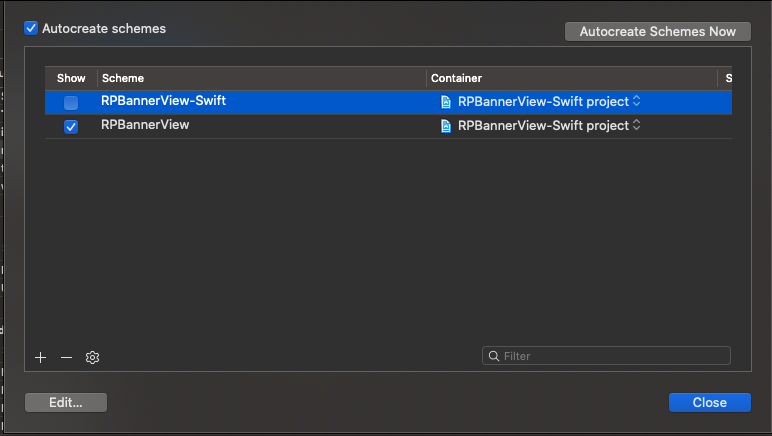 Autocreate schemes
Autocreate Schemes Now
Show Scheme Container S
RPBannerView-Swift RPBannerView-Swift project
RPBannerView RPBannerView-Swift project
Filter
Edit... Close